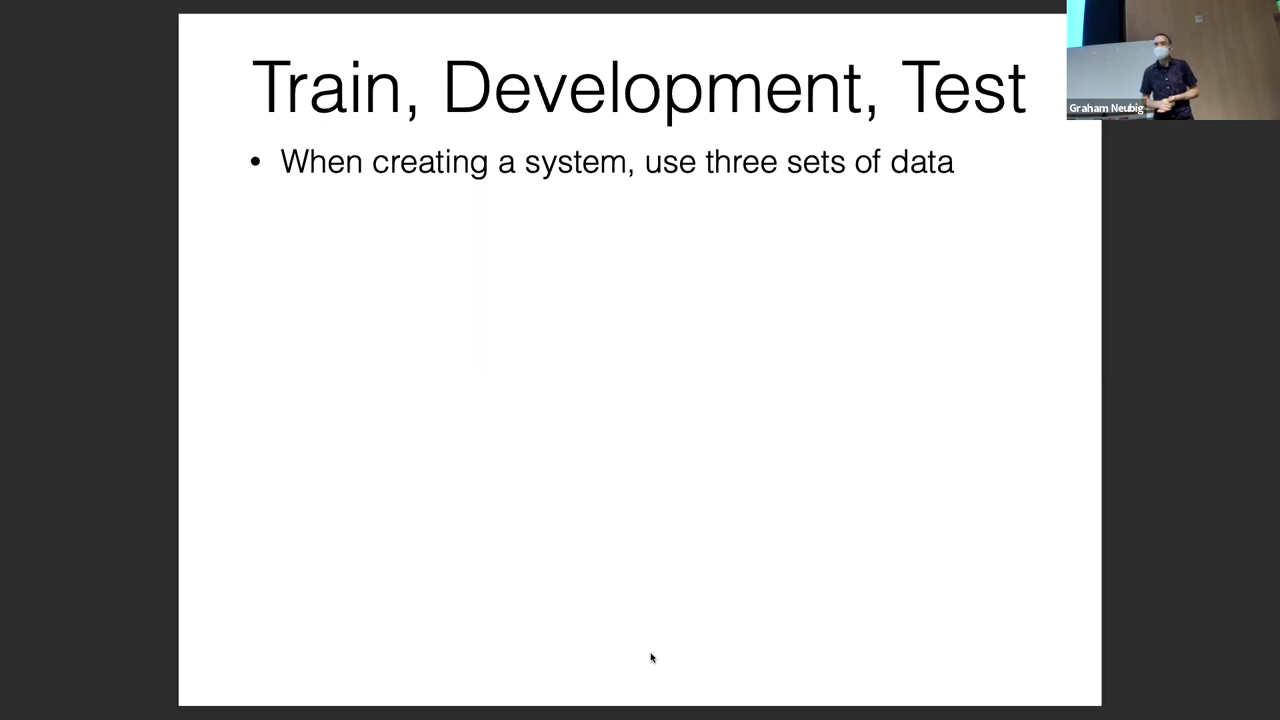 Train, Development, Test
• When creating a system, use three sets of data
Graham Neubig